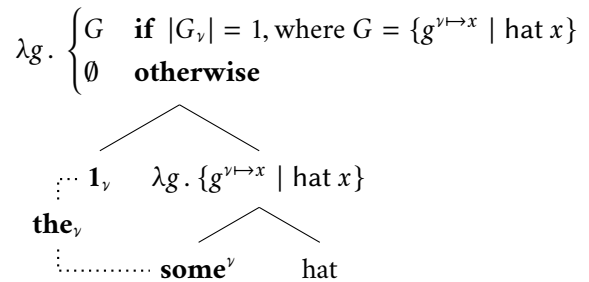 λg. { G if |G_ν| = 1, where G = {g^{ν↦x} | hat x}
∅ otherwise
1_ν λg. {g^{ν↦x} | hat x}
the_ν
some^ν hat